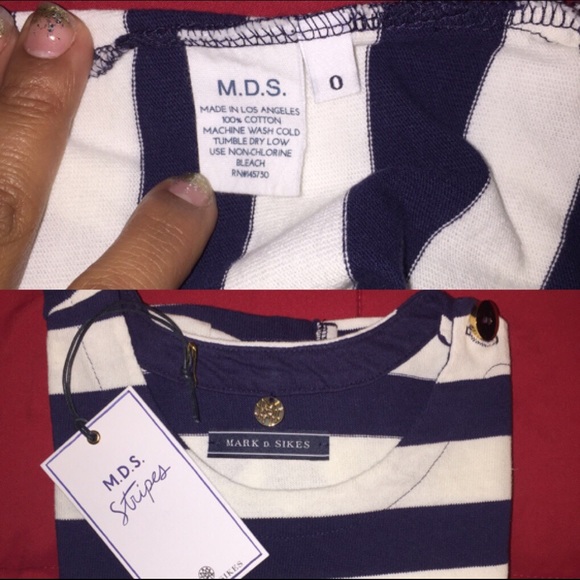 M.D.S.
MADE IN LOS ANGELES
100% COTTON
MACHINE WASH COLD
TUMBLE DRY LOW
USE NON-CHLORINE
BLEACH
RN#145730
0
MARK D. SIKES
M.D.S.
Stripes
SIKES